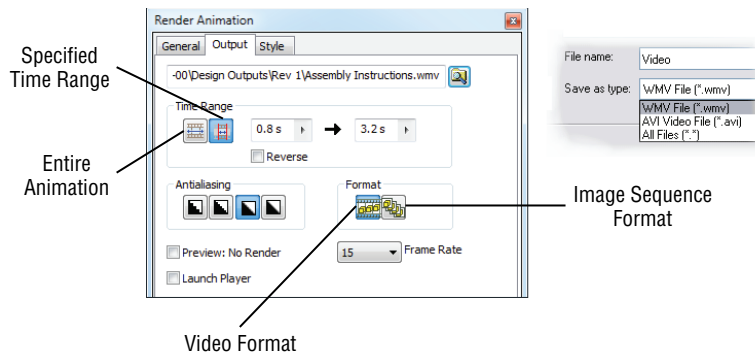 Render Animation
General Output Style
-00\Design Outputs\Rev 1\Assembly Instructions.wmv
Time Range
0.8 s
3.2 s
Reverse
Antialiasing
Format
Preview: No Render
15
Frame Rate
Launch Player
Specified
Time Range
Entire
Animation
Video Format
Image Sequence
Format
File name:
Video
Save as type:
WMV File (*.wmv)
WMV File (*.wmv)
AVI Video File (*.avi)
All Files (*.*)